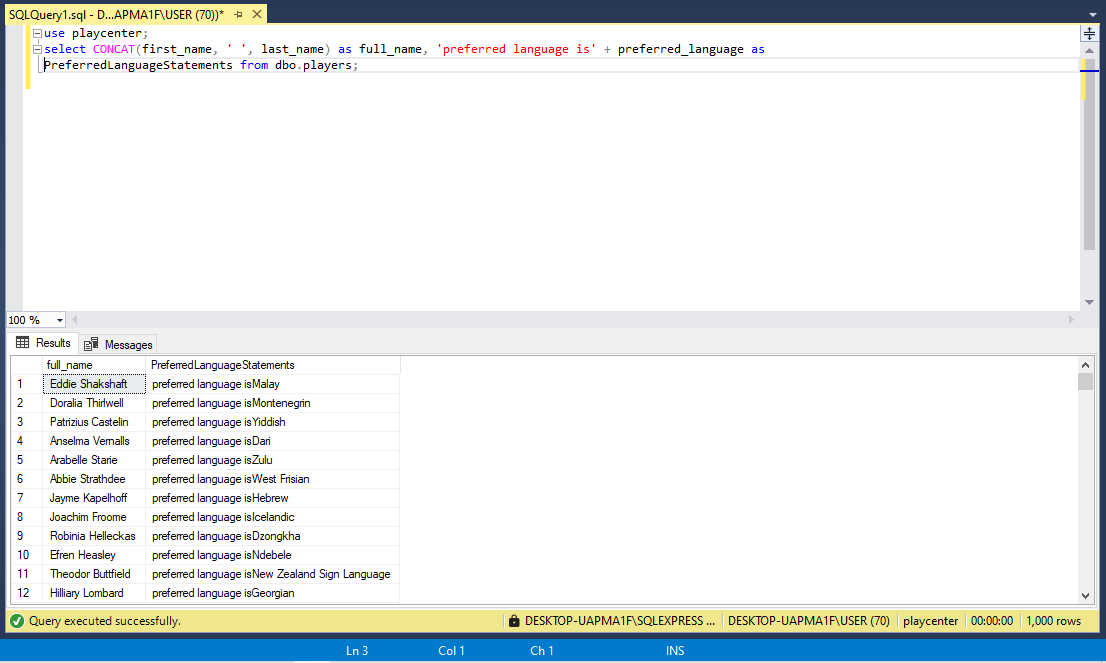 SQLQuery1.sql - D...APMA1F\USER (70))*
use playcenter;
select CONCAT(first_name, ' ', last_name) as full_name, 'preferred language is' + preferred_language as
PreferredLanguageStatements from dbo.players;
100 %
Results Messages
full_name PreferredLanguageStatements
1 Eddie Shakshaft preferred language isMalay
2 Doralia Thirlwell preferred language isMontenegrin
3 Patrizius Castelin preferred language isYiddish
4 Anselma Vernalls preferred language isDari
5 Arabelle Starie preferred language isZulu
6 Abbie Strathdee preferred language isWest Frisian
7 Jayme Kapelhoff preferred language isHebrew
8 Joachim Froome preferred language isIcelandic
9 Robinia Helleckas preferred language isDzongkha
10 Efren Heasley preferred language isNdebele
11 Theodor Buttfield preferred language isNew Zealand Sign Language
12 Hilliary Lombard preferred language isGeorgian
Query executed successfully. DESKTOP-UAPMA1F\SQLEXPRESS ... DESKTOP-UAPMA1F\USER (70) playcenter 00:00:00 1,000 rows
Ln 3 Col 1 Ch 1 INS